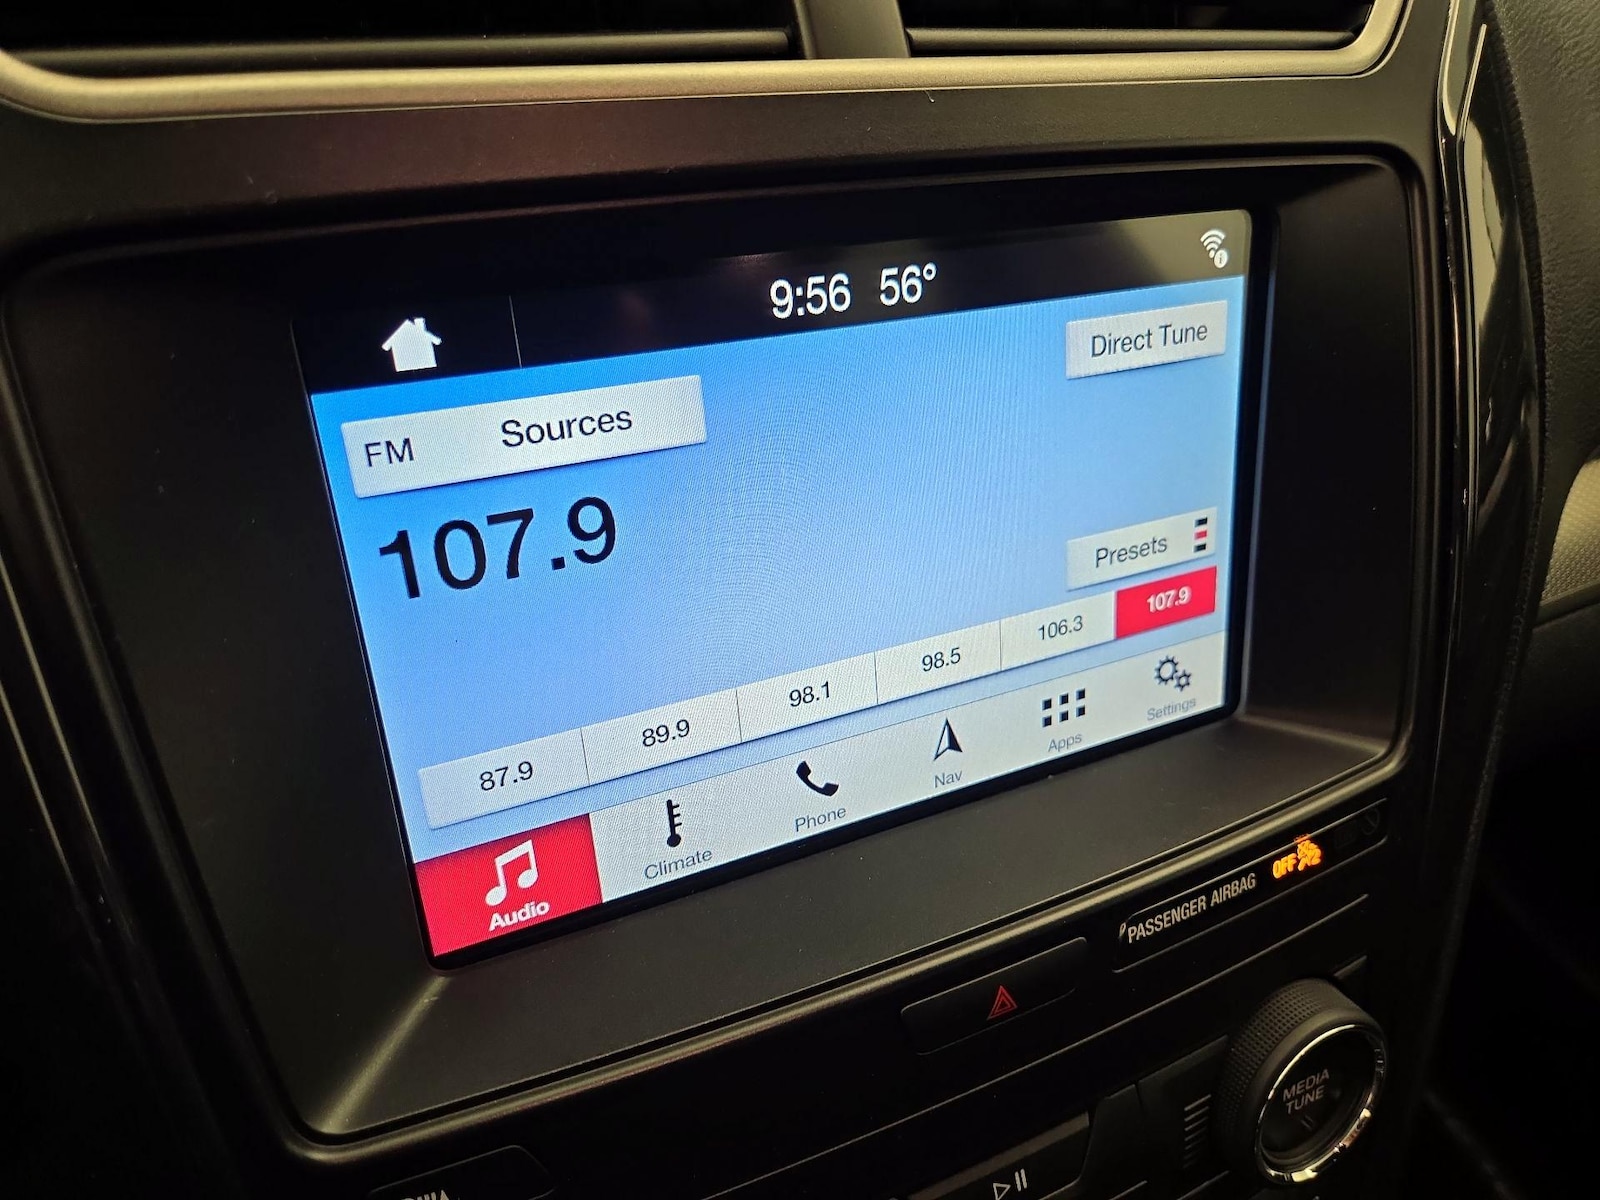 9:56 56°
Direct Tune
FM Sources
107.9
Presets
87.9 89.9 98.1 98.5 106.3 107.9
Audio Climate Phone Nav Apps Settings
PASSENGER AIRBAG OFF
MEDIA
TUNE